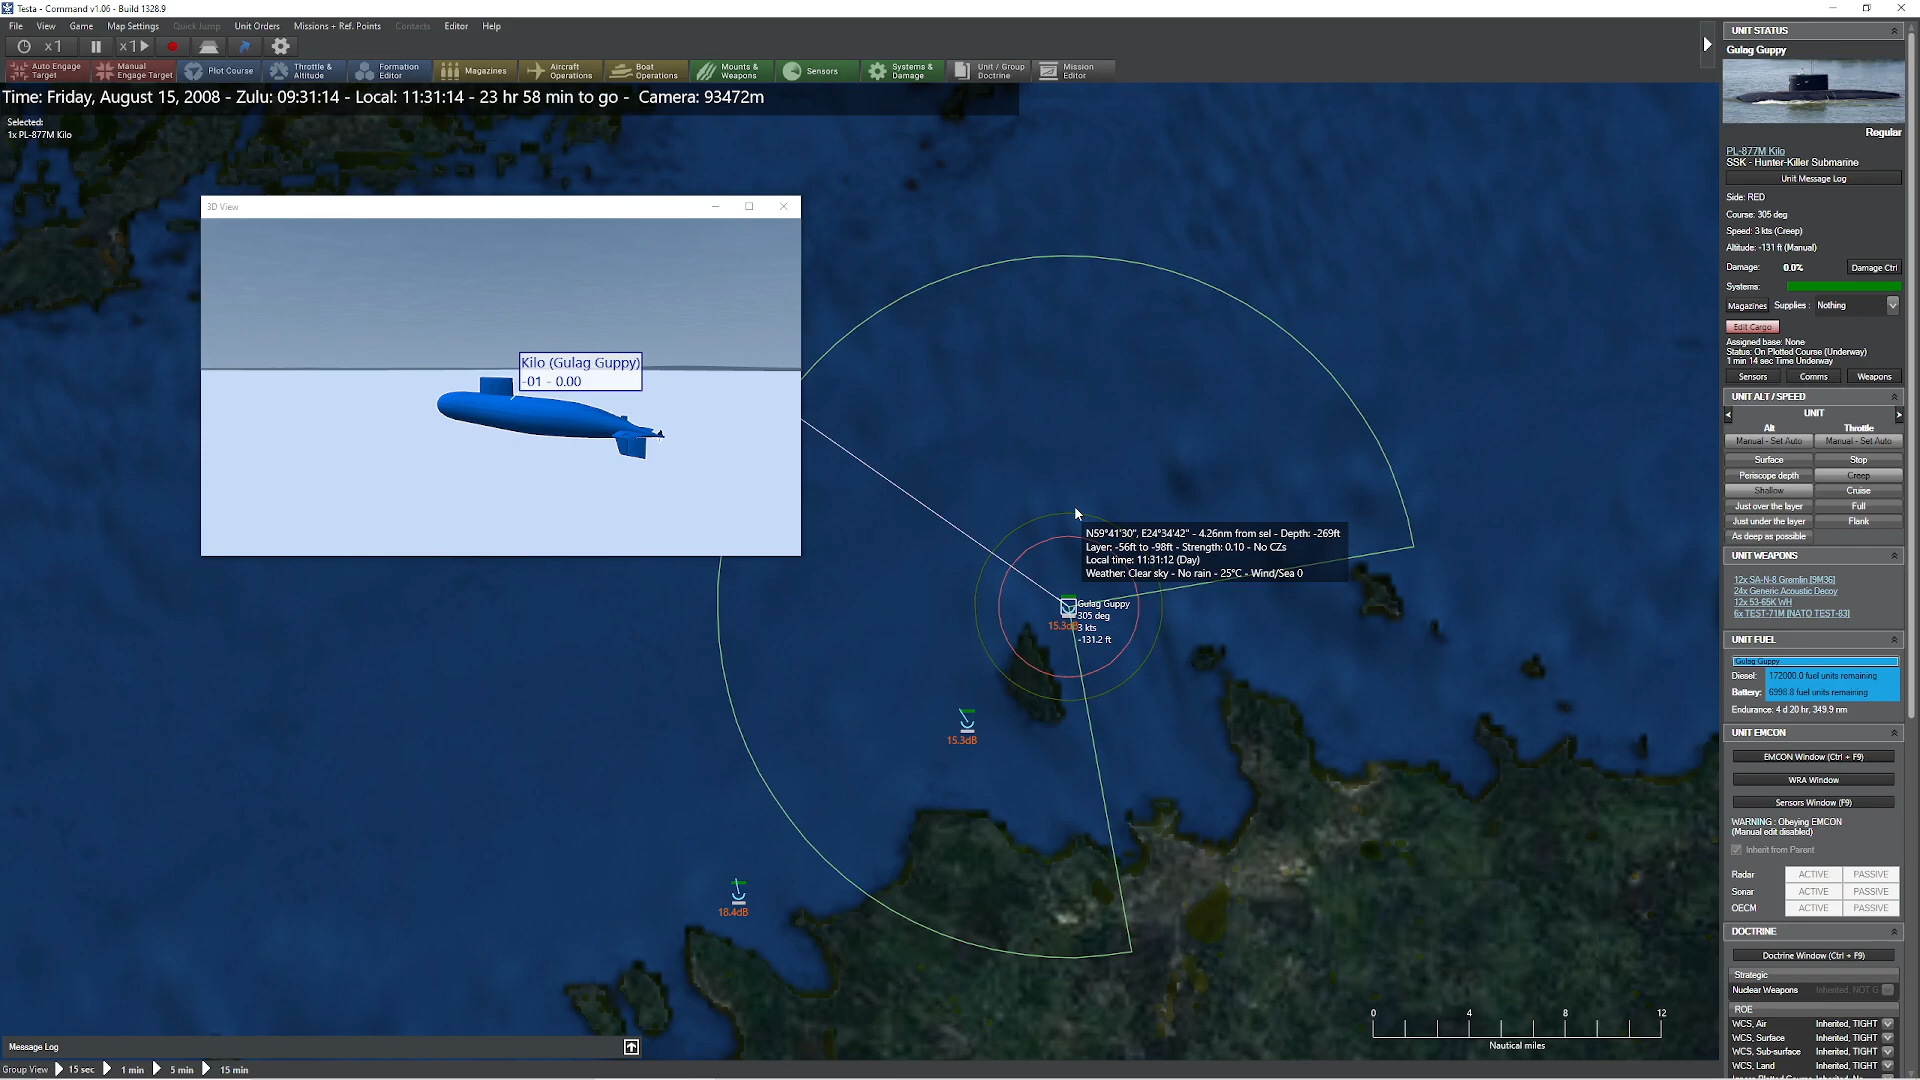 Testa - Command v1.06 - Build 1328.9
File View Game Map Settings Quick Jump Unit Orders Missions + Ref. Points Contacts Editor Help
x1 x1
Auto Engage Target
Manual Engage Target
Plot Course
Throttle & Altitude
Formation Editor
Magazines
Aircraft Operations
Boat Operations
Mounts & Weapons
Sensors
Systems & Damage
Unit / Group Doctrine
Mission Editor
Time: Friday, August 15, 2008 - Zulu: 09:31:14 - Local: 11:31:14 - 23 hr 58 min to go - Camera: 93472m
Selected:
1x PL-877M Kilo
3D View
Kilo (Gulag Guppy)
-01 - 0.00
N59°41'30", E24°34'42" - 4.26nm from sel - Depth: -269ft
Layer: -56ft to -98ft - Strength: 0.10 - No CZs
Local time: 11:31:12 (Day)
Weather: Clear sky - No rain - 25°C - Wind/Sea 0
Gulag Guppy
305 deg
15.3dB 3 kts
-131.2 ft
15.3dB
18.4dB
0 4 8 12
Nautical miles
Message Log
Group View 15 sec 1 min 5 min 15 min
UNIT STATUS
Gulag Guppy
Regular
PL-877M Kilo
SSK - Hunter-Killer Submarine
Unit Message Log
Side: RED
Course: 305 deg
Speed: 3 kts (Creep)
Altitude: -131 ft (Manual)
Damage: 0.0% Damage Ctrl
Systems:
Magazines Supplies : Nothing
Edit Cargo
Assigned base: None
Status: On Plotted Course (Underway)
1 min 14 sec Time Underway
Sensors Comms Weapons
UNIT ALT / SPEED
< UNIT >
Alt Throttle
Manual - Set Auto Manual - Set Auto
Surface Stop
Periscope depth Creep
Shallow Cruise
Just over the layer Full
Just under the layer Flank
As deep as possible
UNIT WEAPONS
12x SA-N-8 Gremlin [9M36]
24x Generic Acoustic Decoy
12x 53-65K WH
6x TEST-71M [NATO TEST-83]
UNIT FUEL
Gulag Guppy
Diesel: 172000.0 fuel units remaining
Battery: 6998.8 fuel units remaining
Endurance: 4 d 20 hr, 349.9 nm
UNIT EMCON
EMCON Window (Ctrl + F9)
WRA Window
Sensors Window (F9)
WARNING : Obeying EMCON
(Manual edit disabled)
Inherit from Parent
Radar ACTIVE PASSIVE
Sonar ACTIVE PASSIVE
OECM ACTIVE PASSIVE
DOCTRINE
Doctrine Window (Ctrl + F9)
Strategic
Nuclear Weapons Inherited, NOT G
ROE
WCS, Air Inherited, TIGHT
WCS, Surface Inherited, TIGHT
WCS, Sub-surface Inherited, TIGHT
WCS, Land Inherited, TIGHT